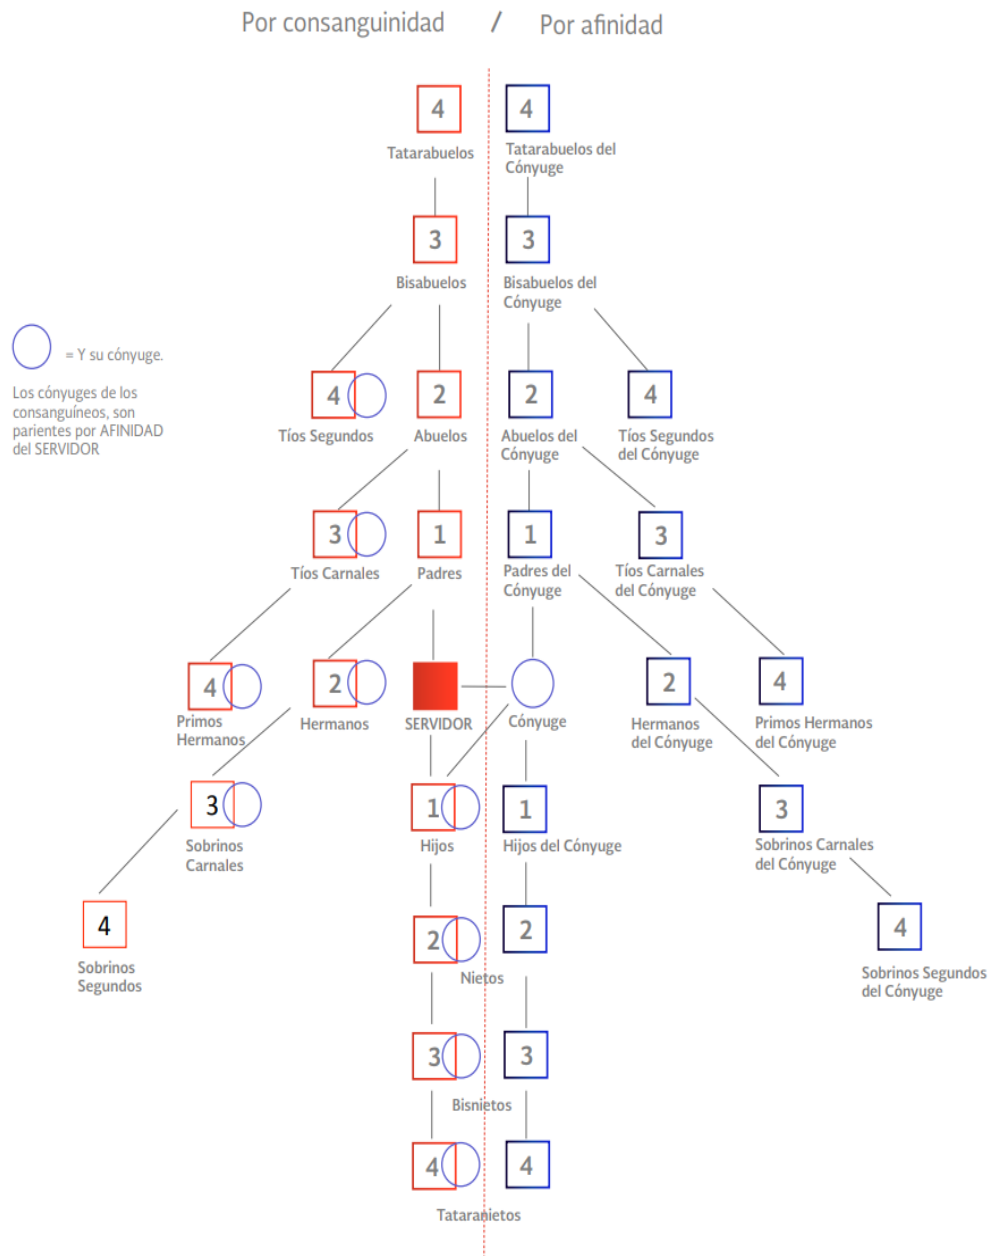 Por consanguinidad / Por afinidad
4 4
Tatarabuelos Tatarabuelos del
Cónyuge
3 3
Bisabuelos Bisabuelos del
Cónyuge
= Y su cónyuge.
Los cónyuges de los
consanguíneos, son
parientes por AFINIDAD
del SERVIDOR
4 2 2 4
Tíos Segundos Abuelos Abuelos del Tíos Segundos
Cónyuge del Cónyuge
3 1 1 3
Tíos Carnales Padres Padres del Tíos Carnales
Cónyuge del Cónyuge
4 2 2 4
Primos Hermanos SERVIDOR Cónyuge Hermanos Primos Hermanos
Hermanos del Cónyuge del Cónyuge
3 1 1 3
Sobrinos Hijos Hijos del Cónyuge Sobrinos Carnales
Carnales del Cónyuge
4 2 2 4
Sobrinos Nietos Sobrinos Segundos
Segundos del Cónyuge
3 3
Bisnietos
4 4
Tataranietos